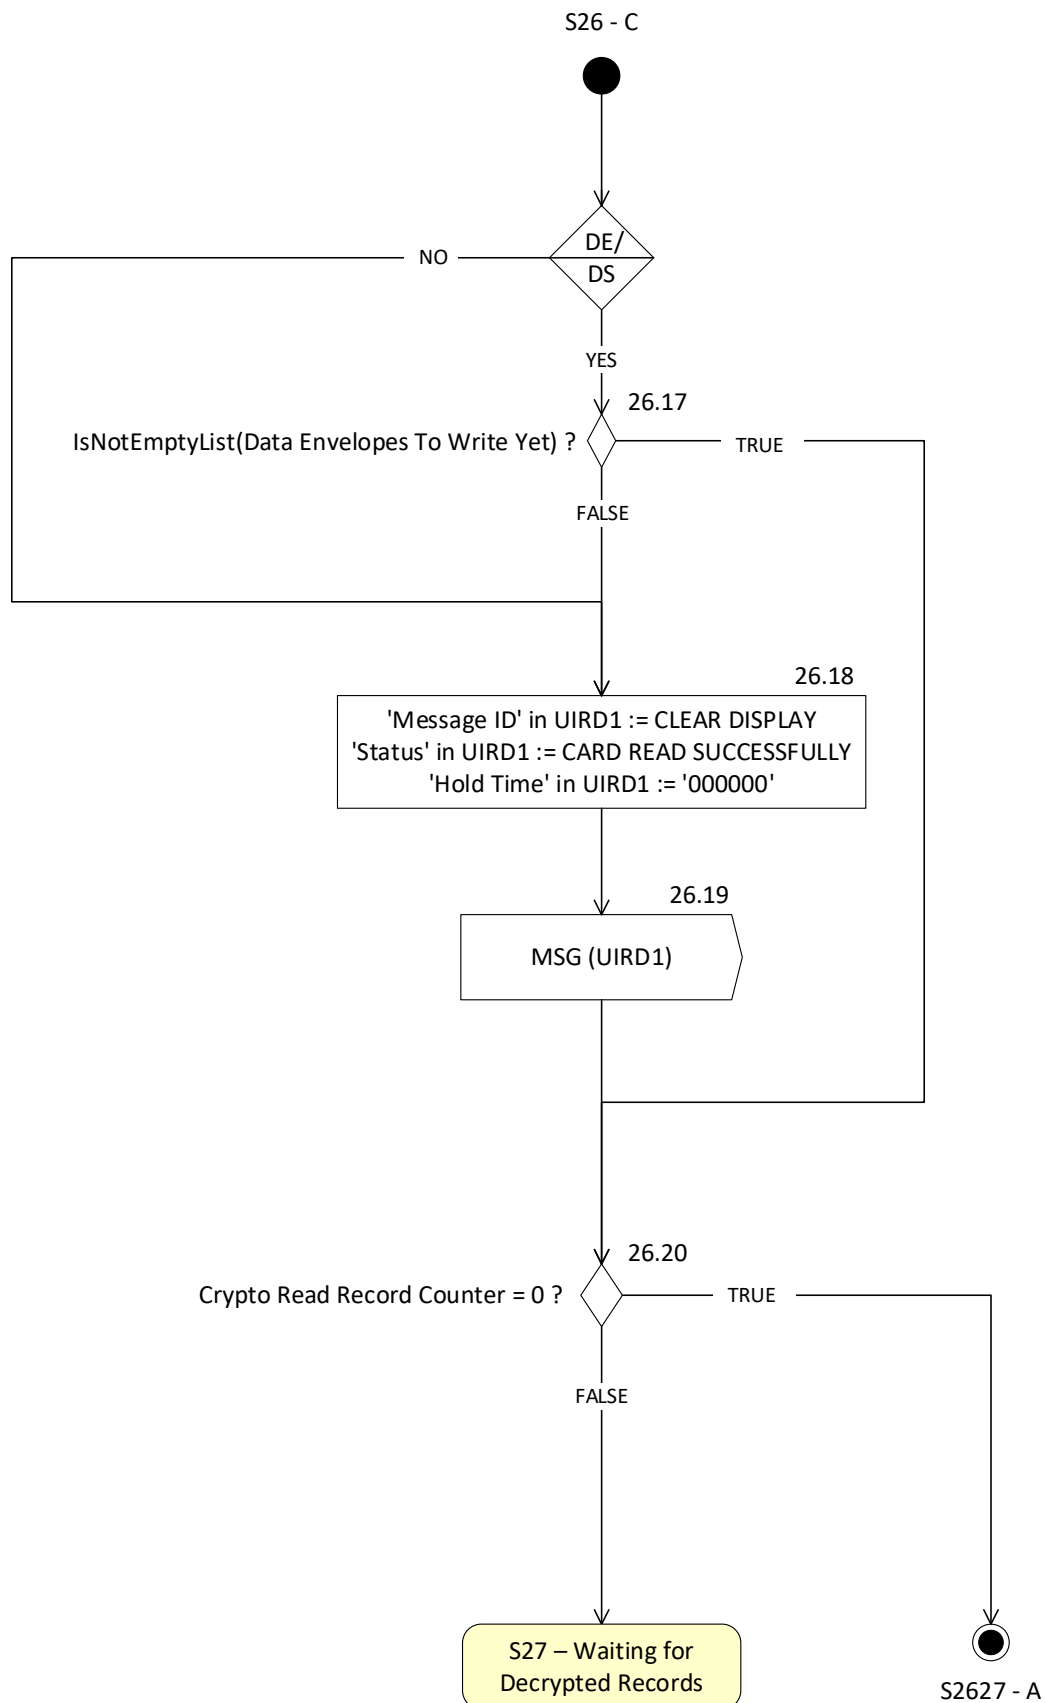 S26 - C
DE/
DS
NO
YES
26.17
IsNotEmptyList(Data Envelopes To Write Yet) ?
TRUE
FALSE
26.18
'Message ID' in UIRD1 := CLEAR DISPLAY
'Status' in UIRD1 := CARD READ SUCCESSFULLY
'Hold Time' in UIRD1 := '000000'
26.19
MSG (UIRD1)
26.20
Crypto Read Record Counter = 0 ?
TRUE
FALSE
S27 – Waiting for
Decrypted Records
S2627 - A